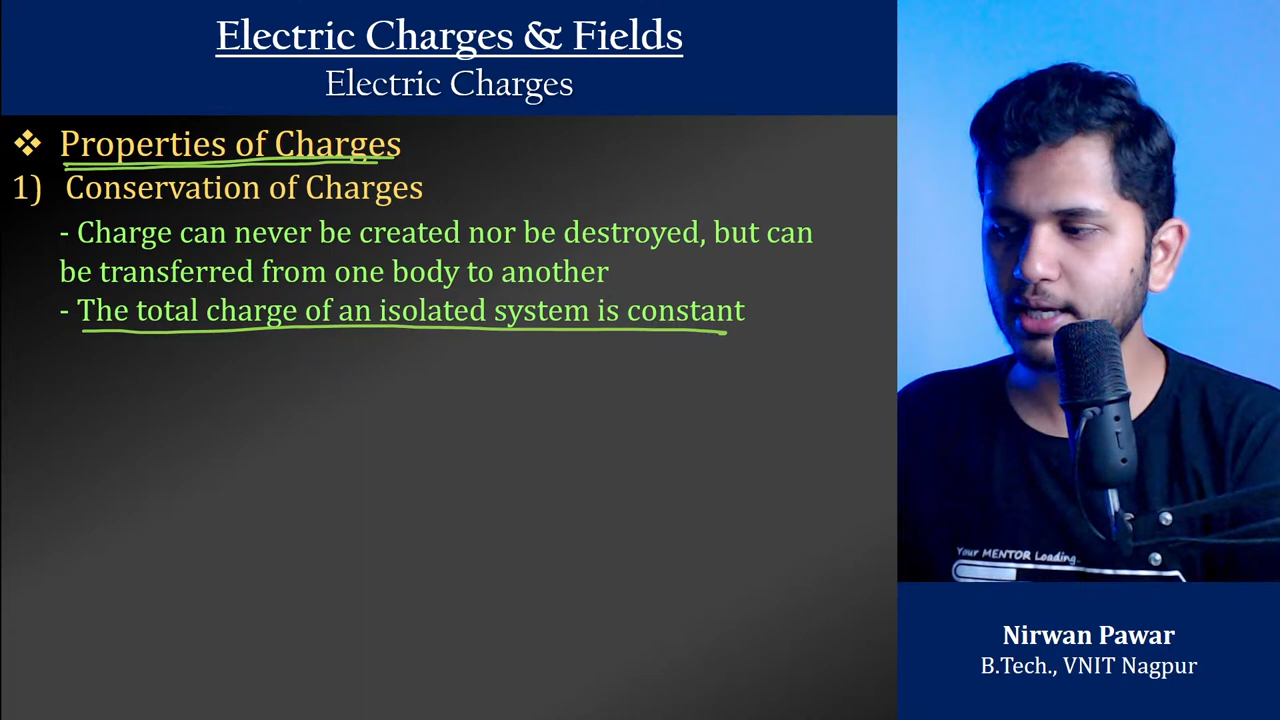 Electric Charges & Fields
Electric Charges
❖ Properties of Charges
1) Conservation of Charges
- Charge can never be created nor be destroyed, but can
be transferred from one body to another
- The total charge of an isolated system is constant
Your MENTOR Loading..
Nirwan Pawar
B.Tech., VNIT Nagpur